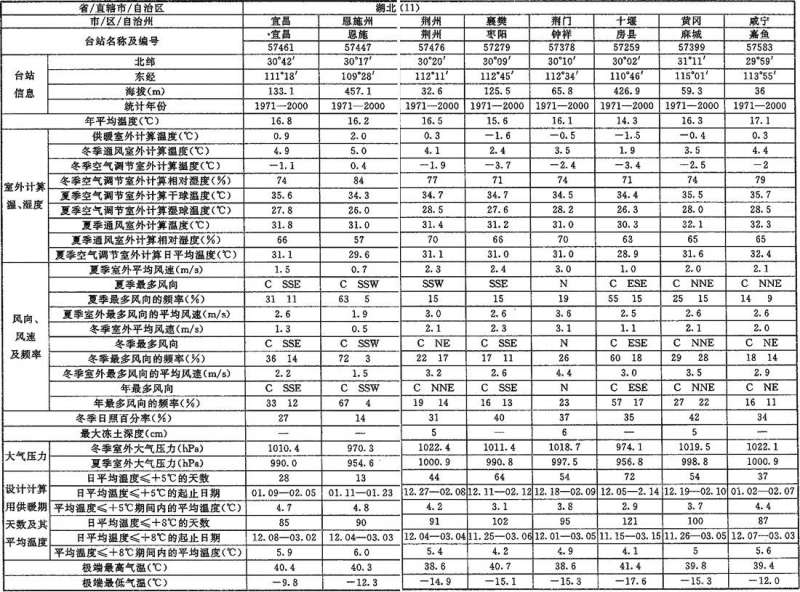 省/直辖市/自治区 湖北(11)
市/区/自治州 宜昌 恩施州 荆州 襄樊 荆门 十堰 黄冈 咸宁
台站名称及编号 宜昌 恩施 荆州 枣阳 钟祥 房县 麻城 嘉鱼
57461 57447 57476 57279 57378 57259 57399 57583
台站信息
北纬 30°42′ 30°17′ 30°20′ 30°09′ 30°10′ 30°02′ 31°11′ 29°59′
东经 111°18′ 109°28′ 112°11′ 112°45′ 112°34′ 110°46′ 115°01′ 113°55′
海拔(m) 133.1 457.1 32.6 125.5 65.8 426.9 59.3 36
统计年份 1971—2000 1971—2000 1971—2000 1971—2000 1971—2000 1971—2000 1971—2000 1971—2000
年平均温度(℃) 16.8 16.2 16.5 15.6 16.1 14.3 16.3 17.1
室外计算温、湿度
供暖室外计算温度(℃) 0.9 2.0 0.3 −1.6 −0.5 −1.5 −0.4 0.3
冬季通风室外计算温度(℃) 4.9 5.0 4.1 2.4 3.5 1.9 3.5 4.4
冬季空气调节室外计算温度(℃) −1.1 0.4 −1.9 −3.7 −2.4 −3.4 −2.5 −2
冬季空气调节室外计算相对湿度(%) 74 84 77 71 74 71 74 79
夏季空气调节室外计算干球温度(℃) 35.6 34.3 34.7 34.7 34.5 34.4 35.5 35.7
夏季空气调节室外计算湿球温度(℃) 27.8 26.0 28.5 27.6 28.2 26.3 28.0 28.5
夏季通风室外计算温度(℃) 31.8 31.0 31.4 31.2 31.0 30.3 32.1 32.3
夏季通风室外计算相对湿度(%) 66 57 70 66 70 63 65 65
夏季空气调节室外计算日平均温度(℃) 31.1 29.6 31.1 31.0 31.0 28.9 31.6 32.4
风向、风速及频率
夏季室外平均风速(m/s) 1.5 0.7 2.3 2.4 3.0 1.0 2.0 2.1
夏季最多风向 C SSE C SSW SSW SSE N C ESE C NNE C NNE
夏季最多风向的频率(%) 31 11 63 5 15 15 19 55 15 25 15 14 9
夏季室外最多风向的平均风速(m/s) 2.6 1.9 3.0 2.6 3.6 2.5 2.6 2.6
冬季室外平均风速(m/s) 1.3 0.5 2.1 2.3 3.1 1.1 2.1 2.0
冬季最多风向 C SSE C SSW C NE C SSE N C ESE C NNE C NE
冬季最多风向的频率(%) 36 14 72 3 22 17 17 11 26 60 18 29 28 18 14
冬季室外最多风向的平均风速(m/s) 2.2 1.5 3.2 2.6 4.4 3.0 3.5 2.9
年最多风向 C SSE C SSW C NNE C SSE N C ESE C NNE C NE
年最多风向的频率(%) 33 12 67 4 19 14 16 13 23 57 17 27 22 16 11
冬季日照百分率(%) 27 14 31 40 37 35 42 34
最大冻土深度(cm) — — 5 — 6 — 5 —
大气压力
冬季室外大气压力(hPa) 1010.4 970.3 1022.4 1011.4 1018.7 974.1 1019.5 1022.1
夏季室外大气压力(hPa) 990.0 954.6 1000.9 990.8 997.5 956.8 998.8 1000.9
设计计算用供暖期天数及其平均温度
日平均温度≤+5℃的天数 28 13 44 64 54 72 54 37
日平均温度≤+5℃的起止日期 01.09—02.05 01.11—01.23 12.27—02.08 12.11—02.12 12.18—02.09 12.05—2.14 12.19—02.10 01.02—02.07
平均温度≤+5℃期间内的平均温度(℃) 4.7 4.8 4.2 3.1 3.8 2.9 3.7 4.4
日平均温度≤+8℃的天数 85 90 91 102 95 121 100 87
日平均温度≤+8℃的起止日期 12.08—03.02 12.04—03.03 12.04—03.04 11.25—03.06 12.01—03.05 11.15—03.15 11.26—03.05 12.07—03.03
平均温度≤+8℃期间内的平均温度(℃) 5.9 6.0 5.4 4.2 4.9 4.1 5 5.6
极端最高气温(℃) 40.4 40.3 38.6 40.7 38.6 41.4 39.8 39.4
极端最低气温(℃) −9.8 −12.3 −14.9 −15.1 −15.3 −17.6 −15.3 −12.0